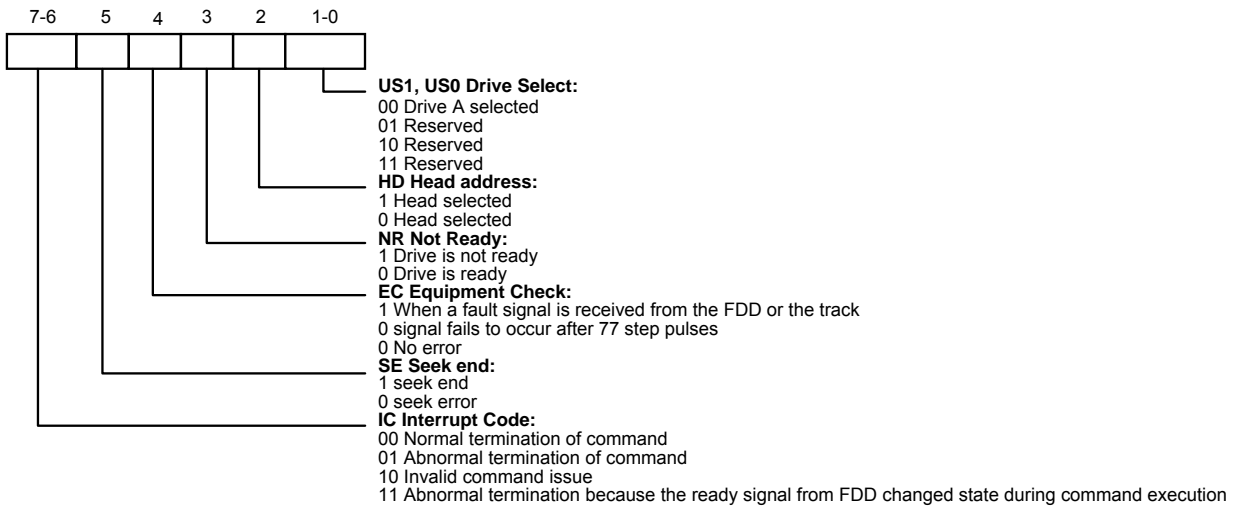 7-6 5 4 3 2 1-0
US1, US0 Drive Select:
00 Drive A selected
01 Reserved
10 Reserved
11 Reserved
HD Head address:
1 Head selected
0 Head selected
NR Not Ready:
1 Drive is not ready
0 Drive is ready
EC Equipment Check:
1 When a fault signal is received from the FDD or the track
0 signal fails to occur after 77 step pulses
0 No error
SE Seek end:
1 seek end
0 seek error
IC Interrupt Code:
00 Normal termination of command
01 Abnormal termination of command
10 Invalid command issue
11 Abnormal termination because the ready signal from FDD changed state during command execution